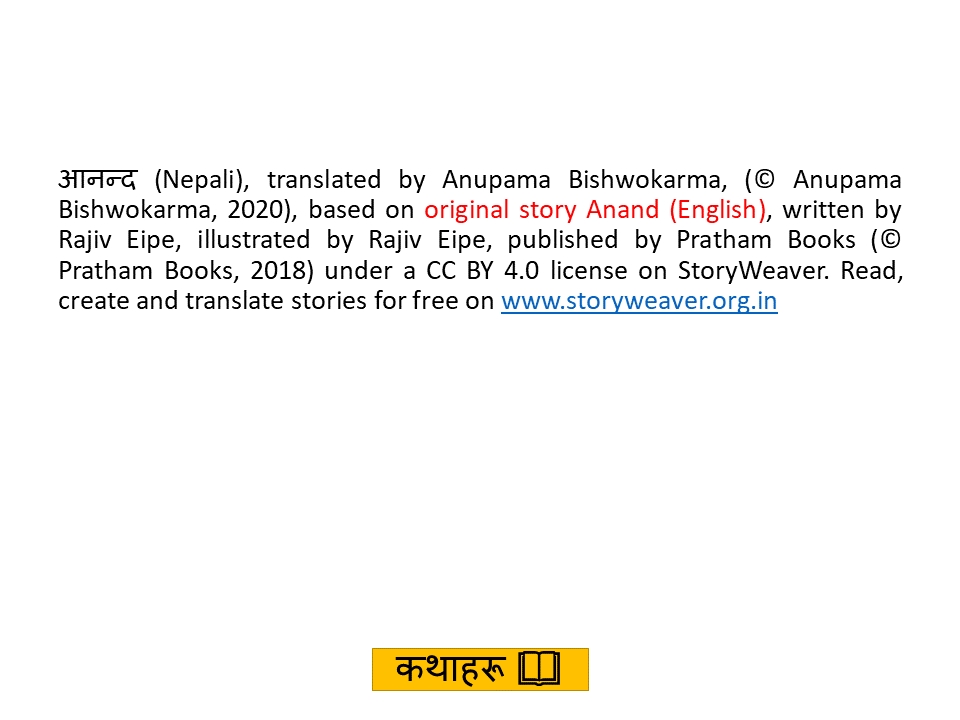 आनन्द (Nepali), translated by Anupama Bishwokarma, (© Anupama
Bishwokarma, 2020), based on original story Anand (English), written by
Rajiv Eipe, illustrated by Rajiv Eipe, published by Pratham Books (©
Pratham Books, 2018) under a CC BY 4.0 license on StoryWeaver. Read,
create and translate stories for free on www.storyweaver.org.in
कथाहरू